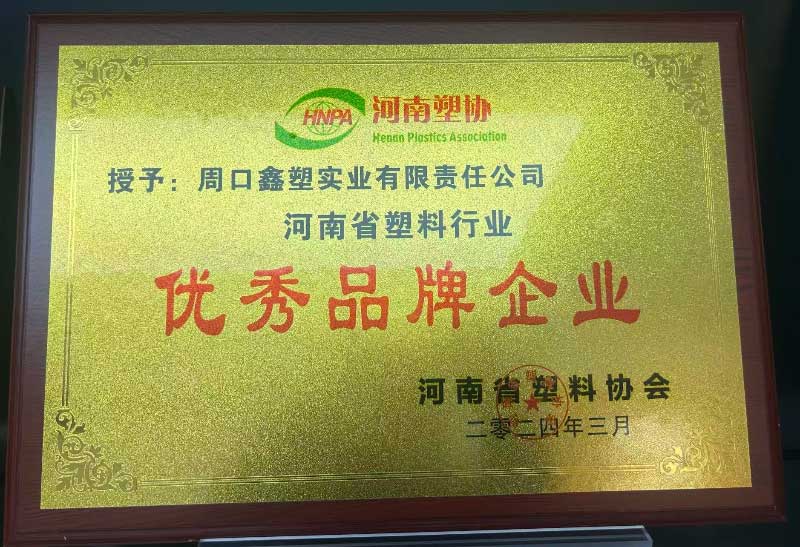 HNPA 河南塑协
Henan Plastics Association
授予：周口鑫塑实业有限责任公司
河南省塑料行业
优秀品牌企业
河南省塑料协会
二零二四年三月